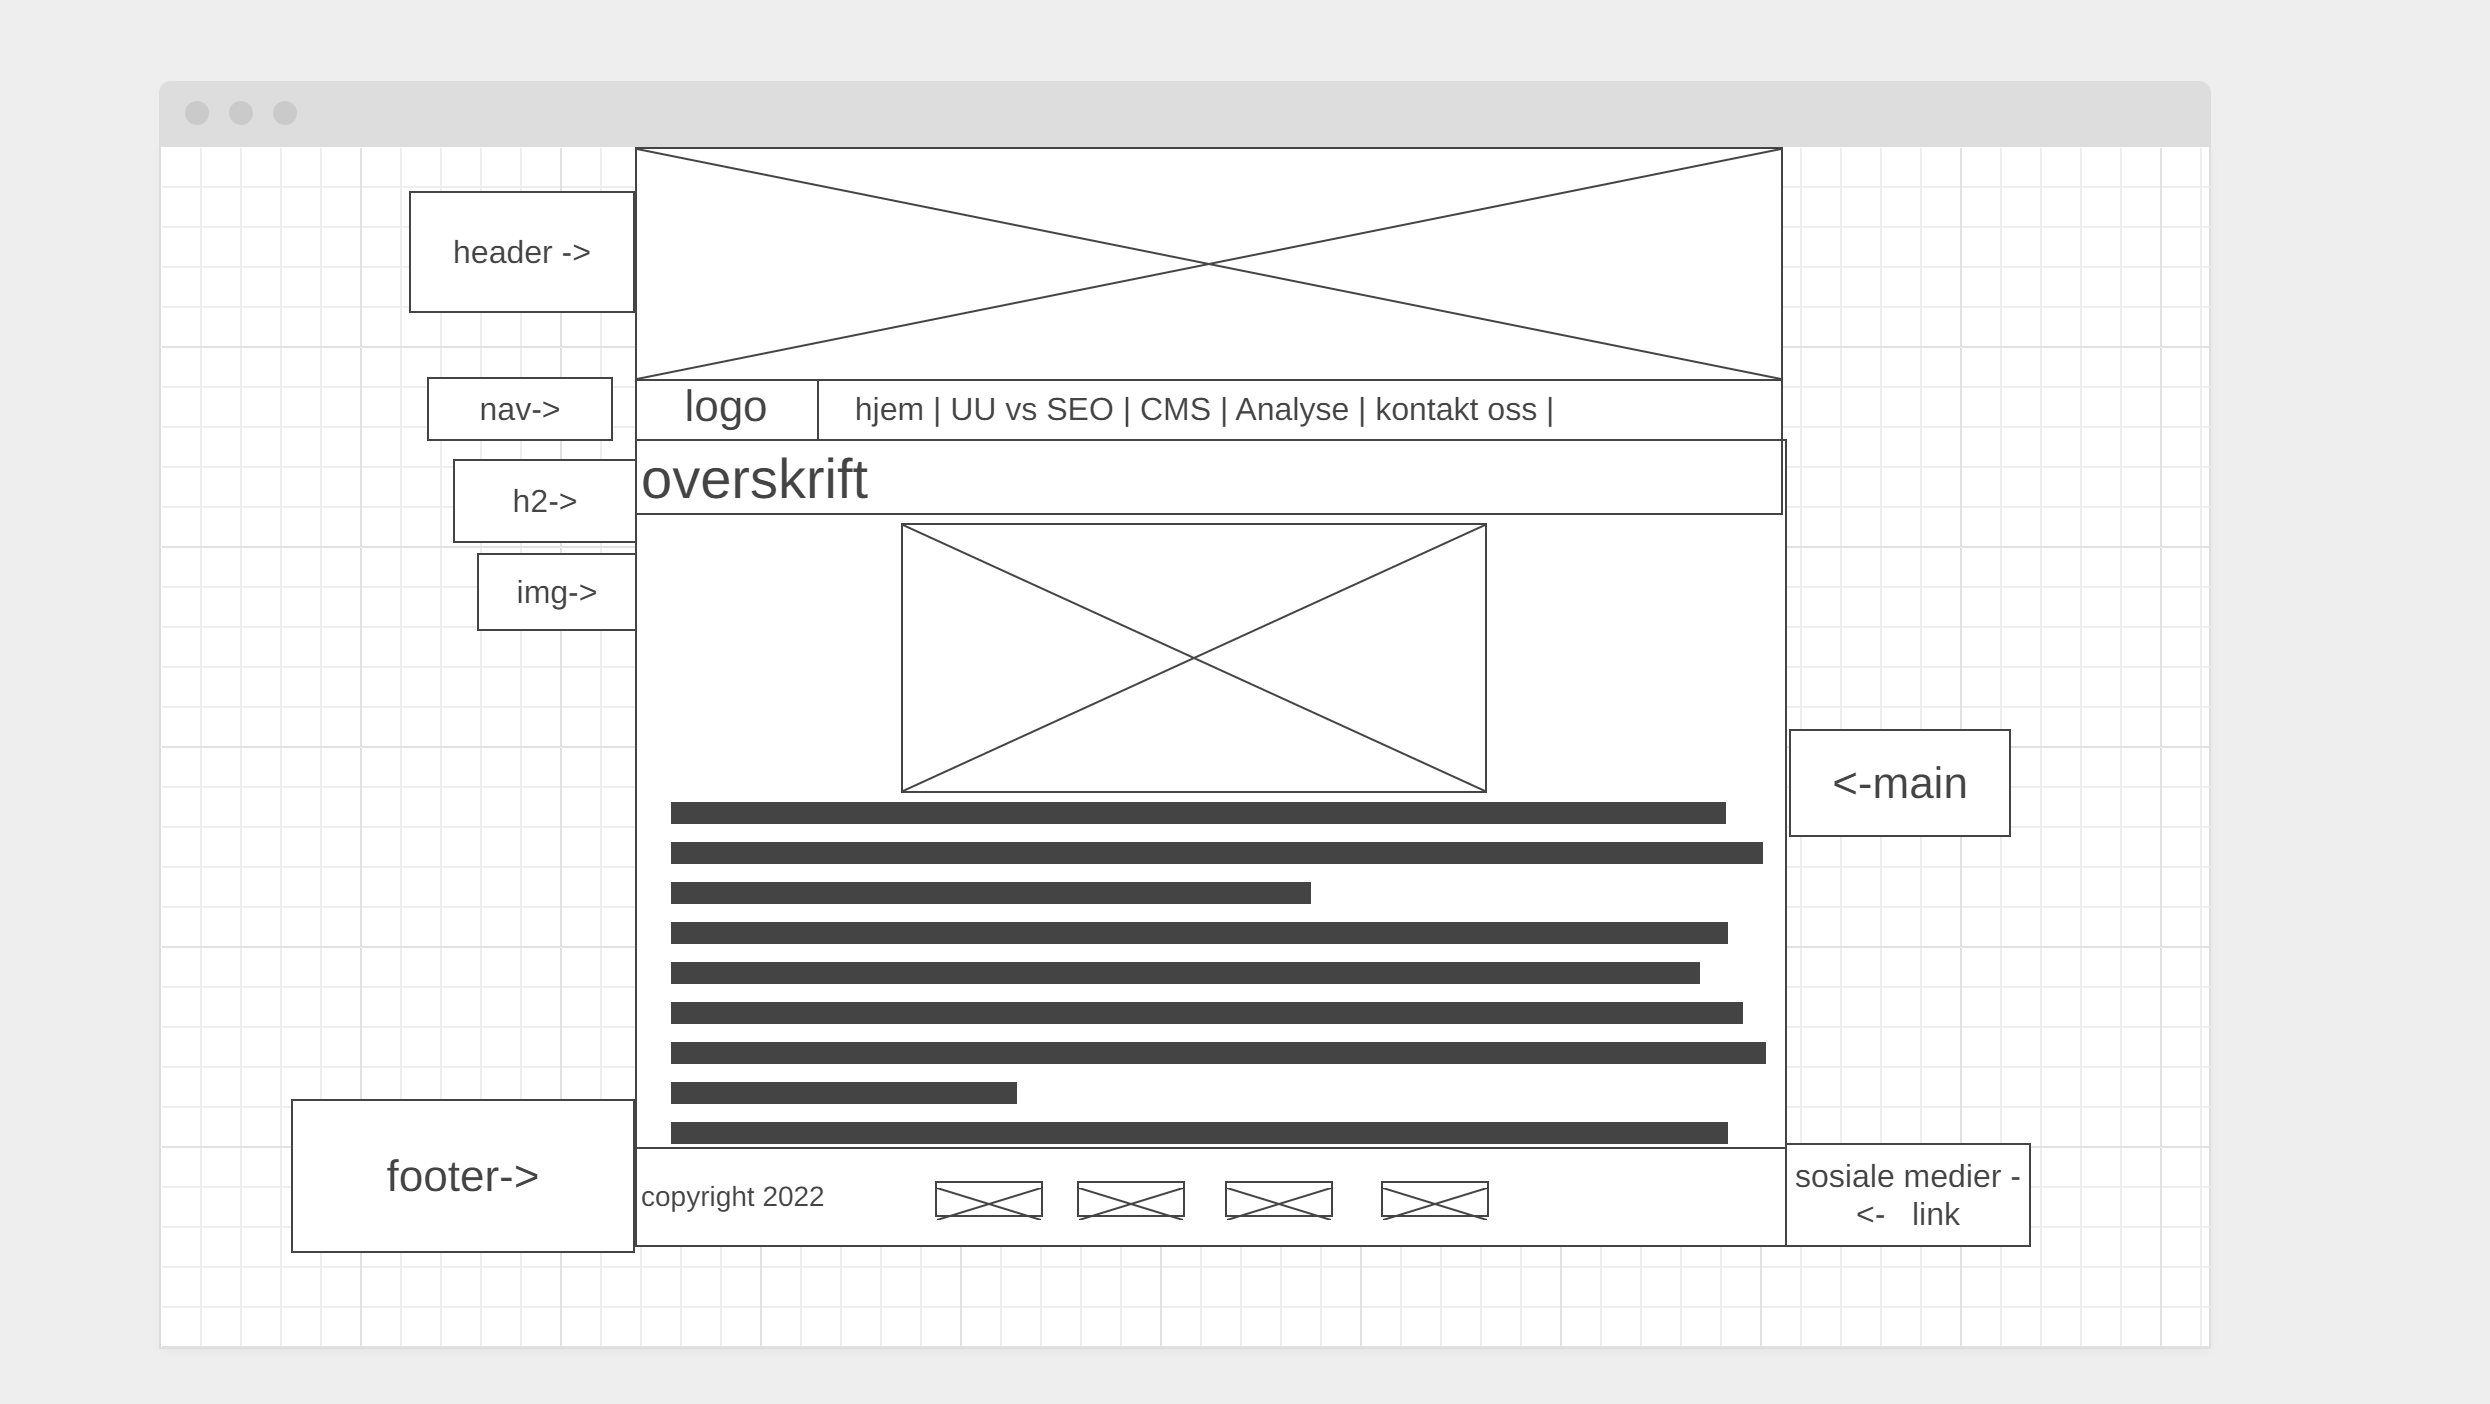 header ->
nav->
logo
hjem | UU vs SEO | CMS | Analyse | kontakt oss |
h2->
overskrift
img->
<-main
footer->
copyright 2022
sosiale medier -
<-   link